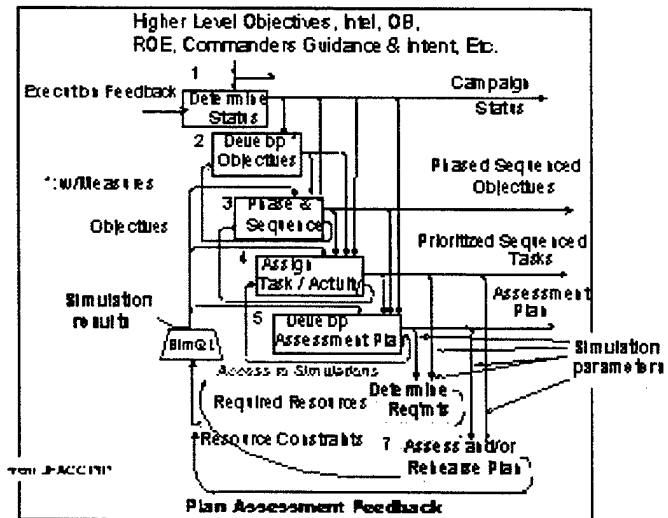 Higher Level Objectives, Intel, OB,
ROE, Commanders Guidance & Intent, Etc.
1
Execution Feedback
Determine
Status
Campaign
Status
2
Develop
Objectives
*:w/Measures
Phased Sequenced
Objectives
3
Phase &
Sequence
Objectives
Prioritized Sequenced
Tasks
4
Assign
Task / Activity
Assessment
Plan
Simulation
results
5
Develop
Assessment Plan
Simulation
parameters
Access to Simulations
Required Resources
Determine
Req'mts
Resource Constraints
7
Assess and/or
Release Plan
Plan Assessment Feedback